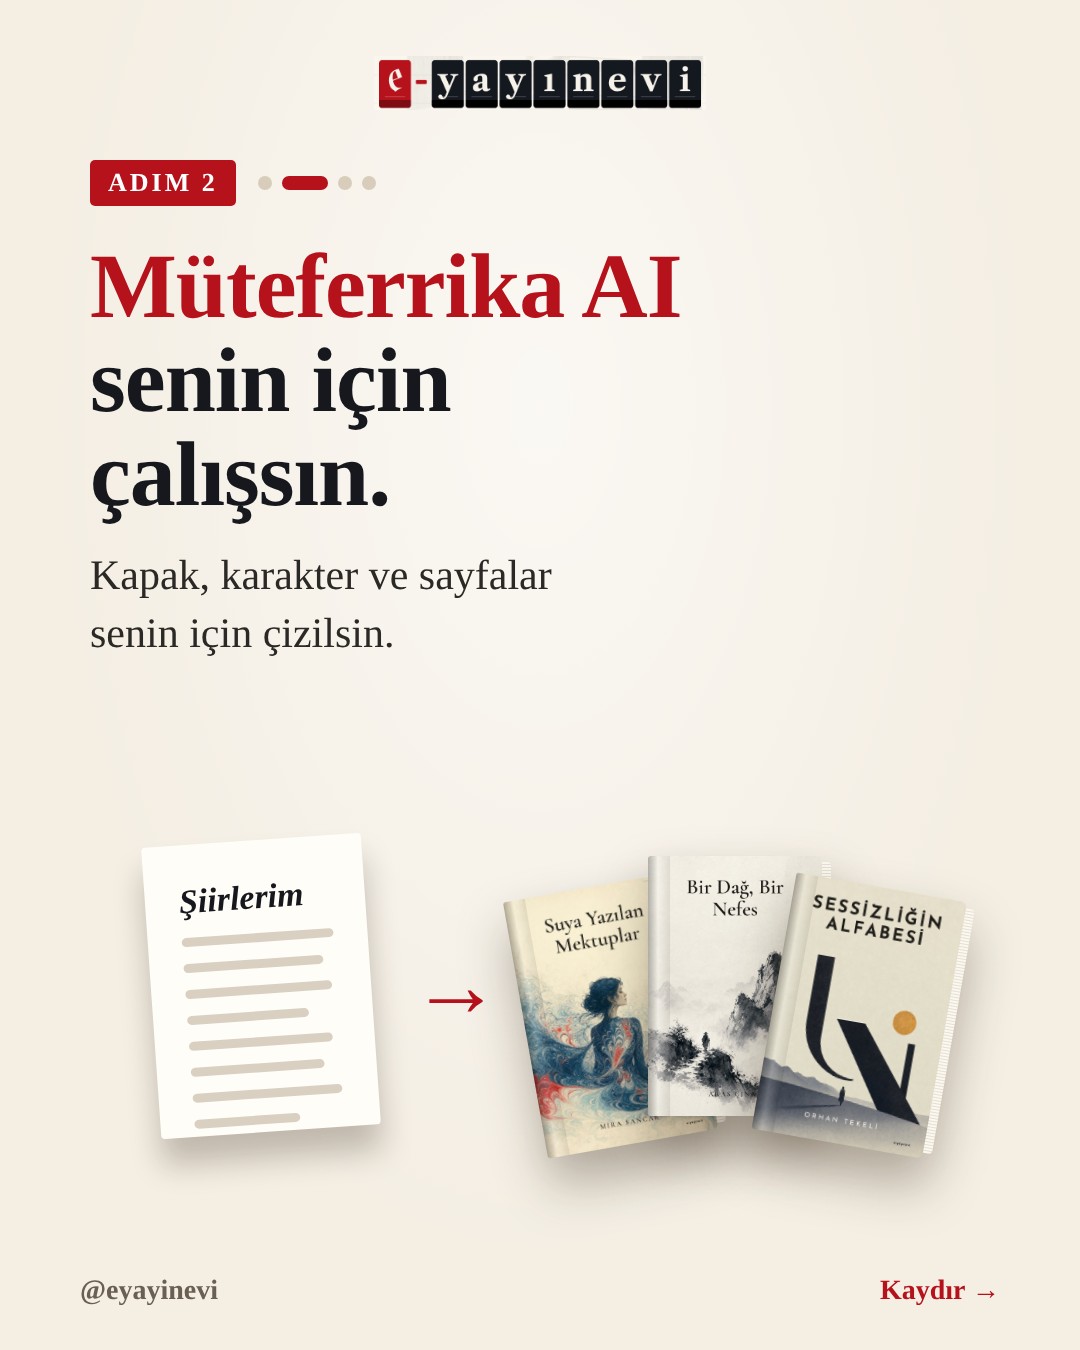 e-yayınevi
ADIM 2
Müteferrika AI
senin için
çalışsın.
Kapak, karakter ve sayfalar
senin için çizilsin.
Şiirlerim
→
Suya Yazılan
Mektuplar
Bir Dağ, Bir
Nefes
SESSİZLİĞİN
ALFABESİ
ORHAN TEKELİ
@eyayinevi
Kaydır →